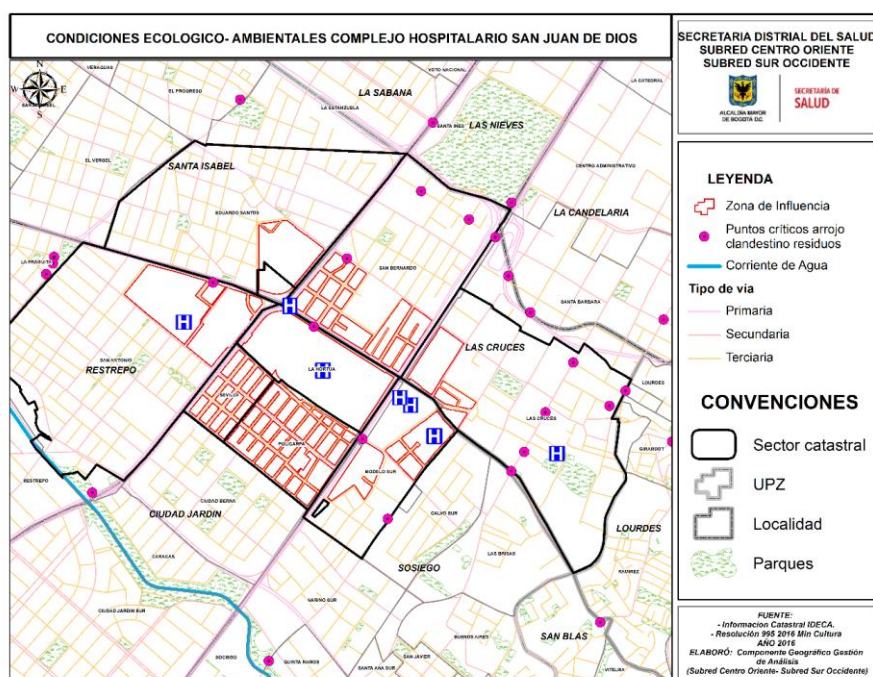 CONDICIONES ECOLOGICO- AMBIENTALES COMPLEJO HOSPITALARIO SAN JUAN DE DIOS
SECRETARIA DISTRIAL DEL SALUD
SUBRED CENTRO ORIENTE
SUBRED SUR OCCIDENTE
ALCALDÍA MAYOR
DE BOGOTÁ D.C.
SECRETARÍA DE
SALUD
LEYENDA
Zona de Influencia
Puntos críticos arrojo
clandestino residuos
Corriente de Agua
Tipo de vía
Primaria
Secundaria
Terciaria
CONVENCIONES
Sector catastral
UPZ
Localidad
Parques
FUENTE:
- Informacion Catastral IDECA.
- Resolución 995 2016 Min Cultura
AÑO 2016
ELABORÓ: Componente Geográfico Gestión
de Análisis
(Subred Centro Oriente- Subred Sur Occidente)
N
W
E
S
VERAGUAS
EL PROGRESO
VOTO NACIONAL
LA CATEDRAL
LA SABANA
LA ESTANZUELA
SANTA INES
LAS NIEVES
EL VERGEL
SANTA ISABEL
CENTRO ADMINISTRATIVO
EDUARDO SANTOS
LA CANDELARIA
LA FRAGUITA
SAN BERNARDO
SANTA BARBARA
H
H
SAN ANTONIO
RESTREPO
LAS CRUCES
LA HORTUA
H
LOURDES
SEVILLA
H
H
LAS CRUCES
POLICARPA
H
H
GIRARDOT
MODELO SUR
RESTREPO
CIUDAD BERNA
CIUDAD JARDIN
CALVO SUR
LOURDES
CARACAS
LAS BRISAS
SOSIEGO
RAMIREZ
NARIÑO SUR
CIUDAD JARDIN SUR
BUENOS AIRES
SAN BLAS
SOCIEGO
QUINTA RAMOS
SAN JAVIER
SANTA ANA SUR
VITELMA